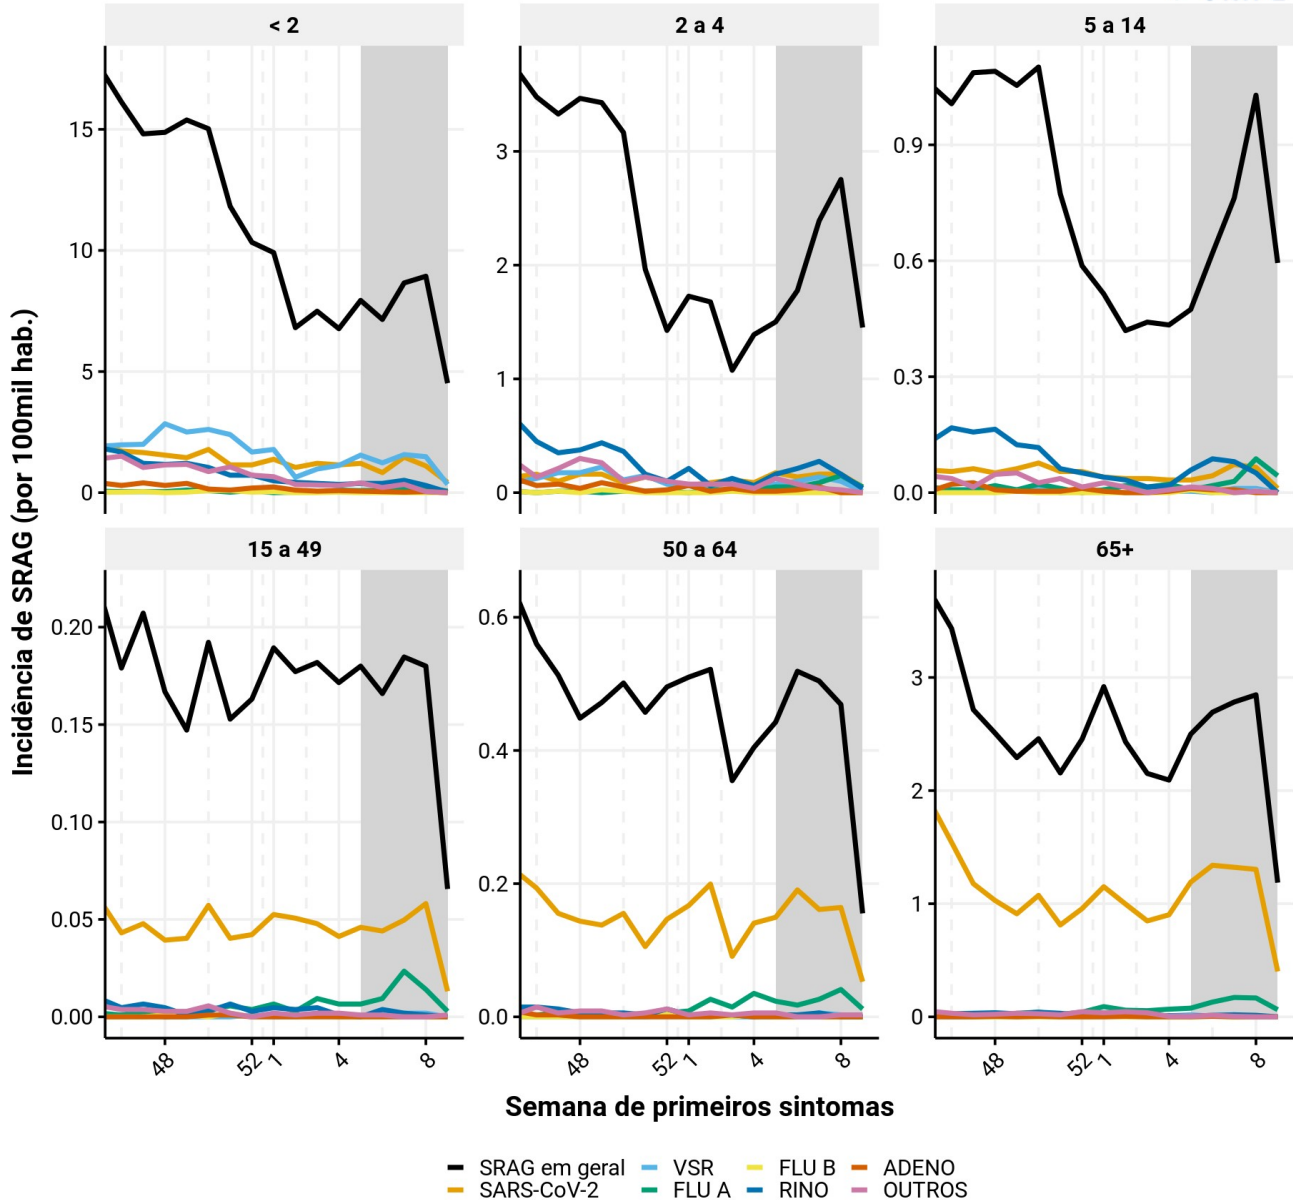 < 2
2 a 4
5 a 14
15
10
5
0
3
2
1
0
0.9
0.6
0.3
0.0
Incidência de SRAG (por 100mil hab.)
15 a 49
50 a 64
65+
0.20
0.15
0.10
0.05
0.00
0.6
0.4
0.2
0.0
3
2
1
0
48 52 1 4 8
48 52 1 4 8
48 52 1 4 8
Semana de primeiros sintomas
SRAG em geral VSR FLU B ADENO
SARS-CoV-2 FLU A RINO OUTROS